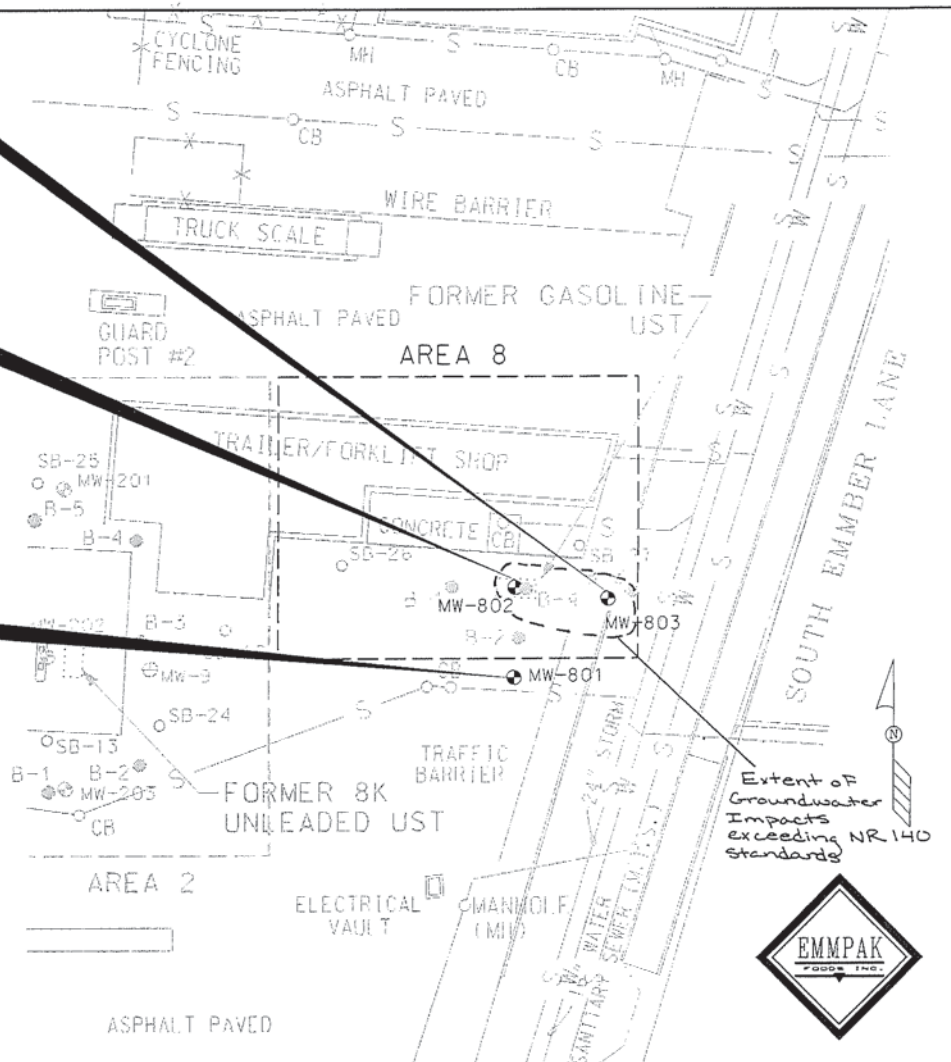 S
CYCLONE
FENCING
MH
S
CB
MH
S
W
S
W
ASPHALT PAVED
S
CB
S
S
S
S
WIRE BARRIER
TRUCK SCALE
FORMER GASOLINE
UST
GUARD
POST #2
ASPHALT PAVED
AREA 8
TRAILER/FORKLIFT SHOP
SB-25
MW-201
B-5
B-4
CONCRETE
CB
S
SB-26
MW-802
MW-803
B-3
B-2
MW-9
MW-801
CB
S
SB-24
SB-13
B-1
B-2
MW-203
CB
S
S
FORMER 8K
UNLEADED UST
TRAFFIC
BARRIER
24" STORM
SOUTH EMMBER LANE
N
Extent of
Groundwater
Impacts
exceeding NR 140
standards
AREA 2
ELECTRICAL
VAULT
MANHOLE
(MH)
WATER
SANITARY SEWER
EMMPAK
FOODS INC.
ASPHALT PAVED